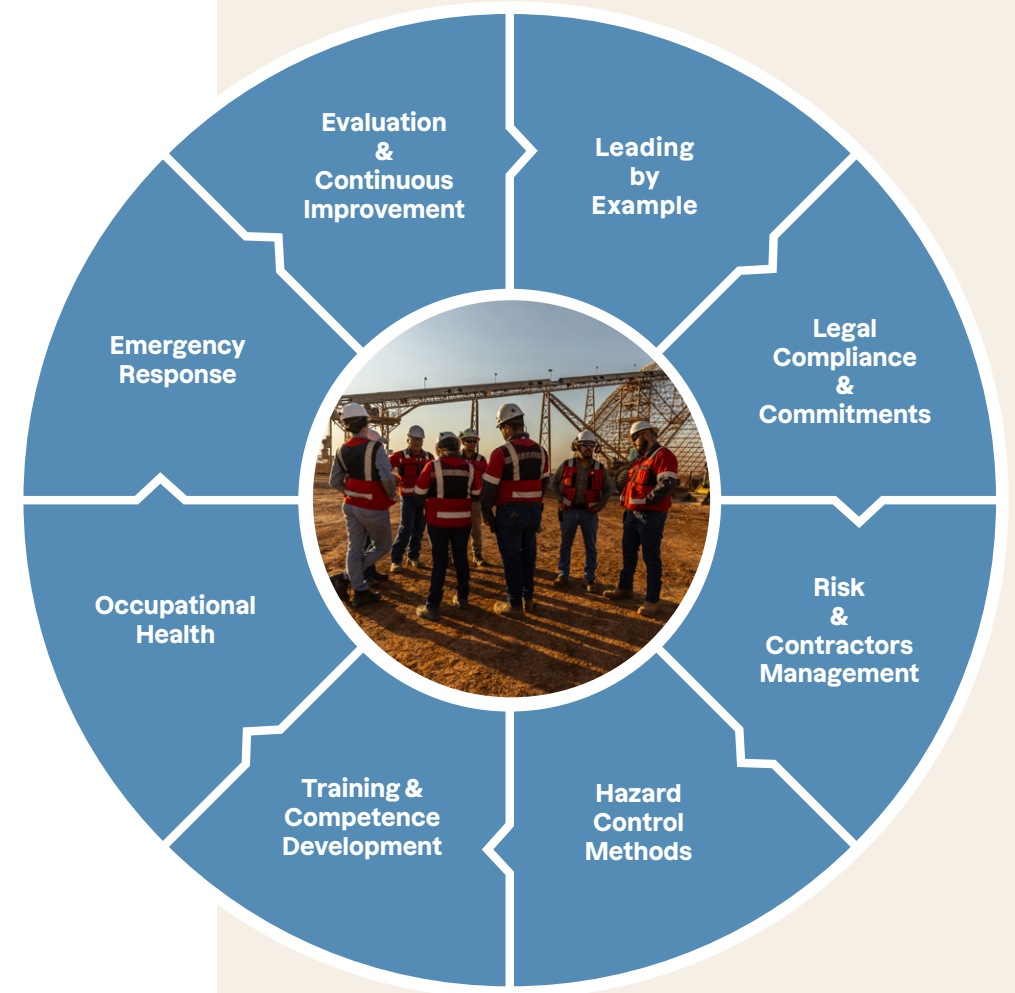 Evaluation
&
Continuous
Improvement
Leading
by
Example
Legal
Compliance
&
Commitments
Risk
&
Contractors
Management
Hazard
Control
Methods
Training &
Competence
Development
Occupational
Health
Emergency
Response